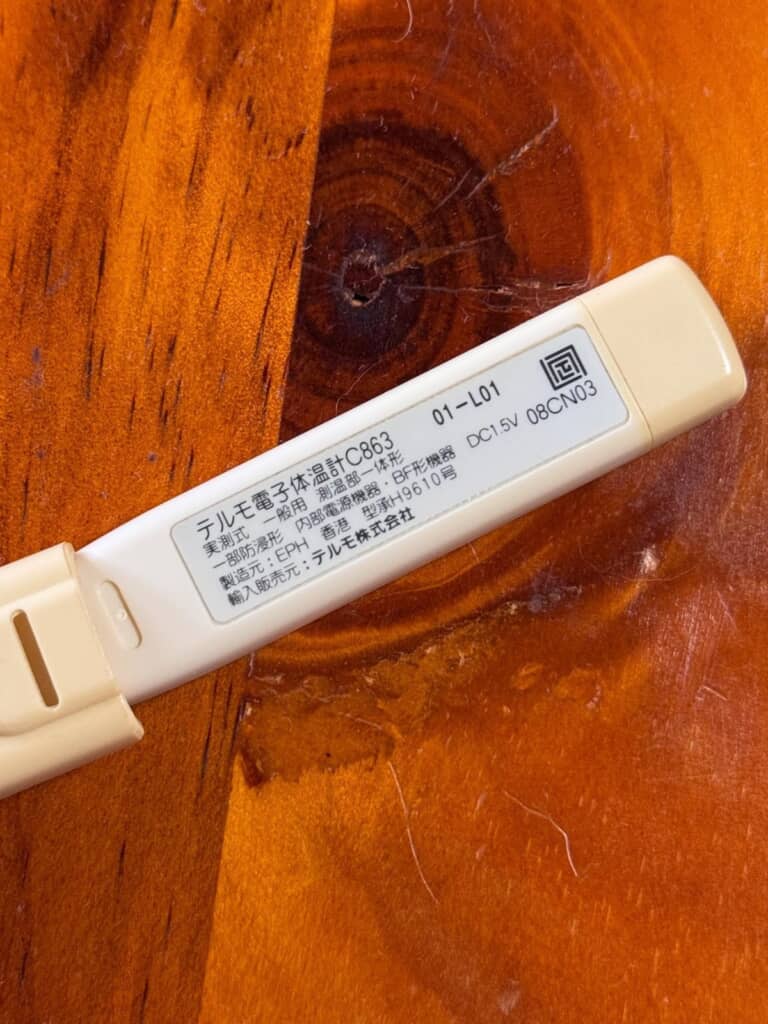 テルモ電子体温計C863 01-L01
実測式 一般用 測温部一体形
一部防浸形 内部電源機器・BF形機器 DC1.5V 08CN03
製造元:EPH 香港 型承H9610号
輸入販売元:テルモ株式会社